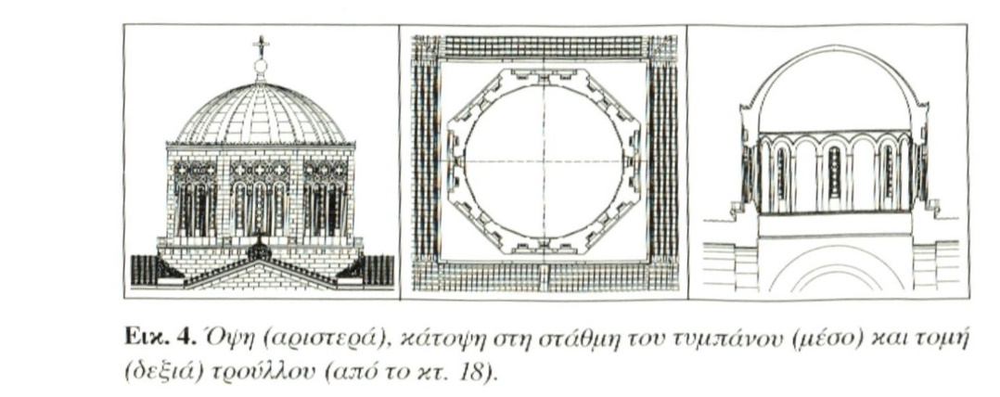 Εικ. 4. Όψη (αριστερά), κάτοψη στη στάθμη του τυμπάνου (μέσο) και τομή
(δεξιά) τρούλλου (από το κτ. 18).